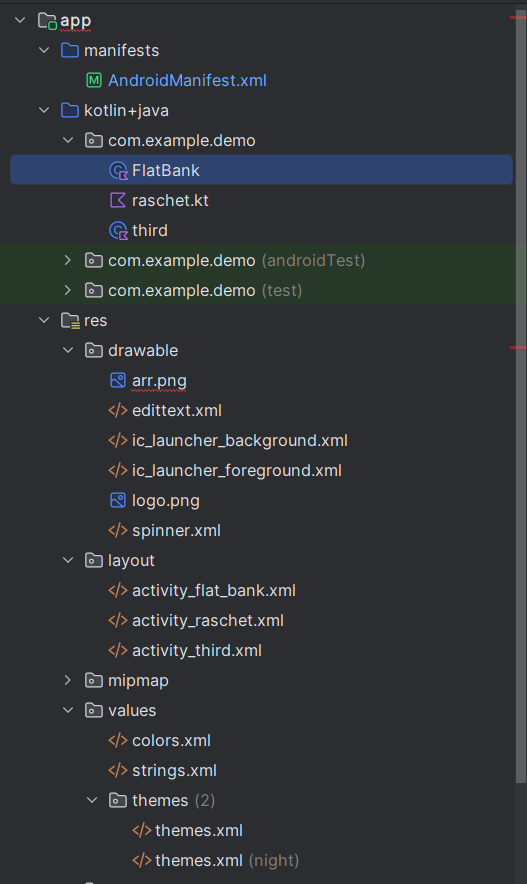 app
manifests
AndroidManifest.xml
kotlin+java
com.example.demo
FlatBank
raschet.kt
third
com.example.demo (androidTest)
com.example.demo (test)
res
drawable
arr.png
edittext.xml
ic_launcher_background.xml
ic_launcher_foreground.xml
logo.png
spinner.xml
layout
activity_flat_bank.xml
activity_raschet.xml
activity_third.xml
mipmap
values
colors.xml
strings.xml
themes (2)
themes.xml
themes.xml (night)